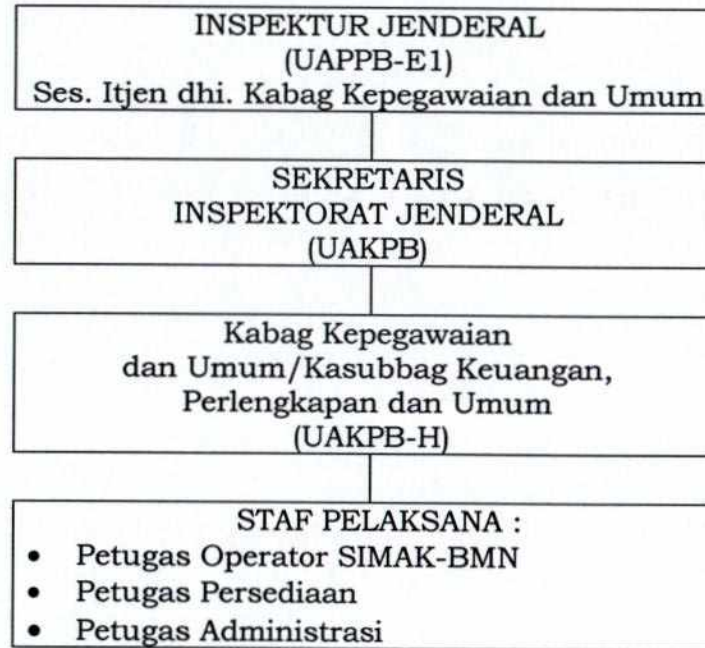 INSPEKTUR JENDERAL
(UAPPB-E1)
Ses. Itjen dhi. Kabag Kepegawaian dan Umum
SEKRETARIS
INSPEKTORAT JENDERAL
(UAKPB)
Kabag Kepegawaian
dan Umum/Kasubbag Keuangan,
Perlengkapan dan Umum
(UAKPB-H)
STAF PELAKSANA :
• Petugas Operator SIMAK-BMN
• Petugas Persediaan
• Petugas Administrasi